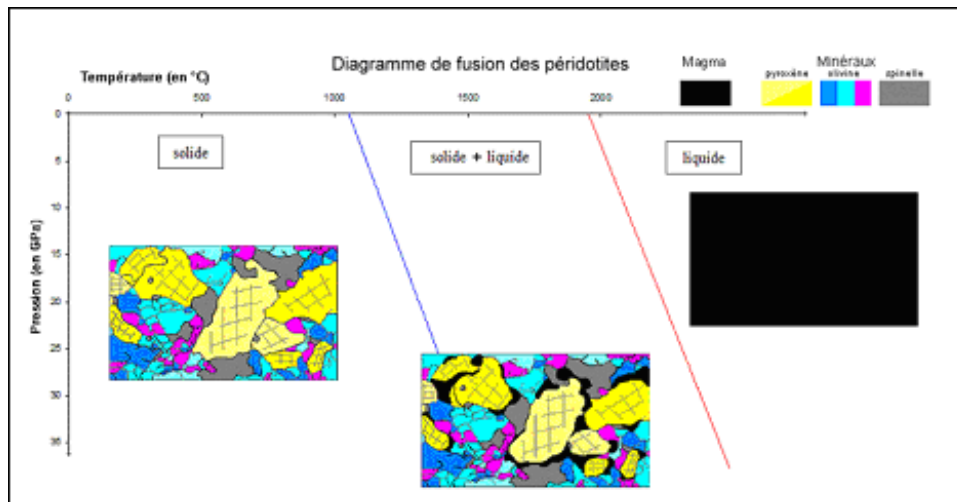 Diagramme de fusion des péridotites
Magma
Minéraux
pyroxène olivine spinelle
Température (en °C)
0 500 1000 1500 2000
0
5
10
15
20
25
30
35
Pression (en GPa)
solide
solide + liquide
liquide